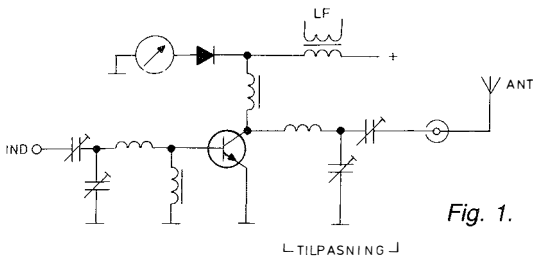 LF
+
ANT
IND
Fig. 1.
TILPASNING